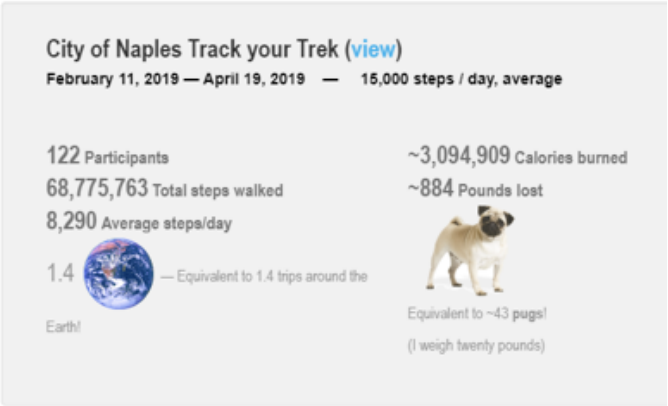 City of Naples Track your Trek (view)
February 11, 2019 — April 19, 2019 — 15,000 steps / day, average
122 Participants
68,775,763 Total steps walked
8,290 Average steps/day
1.4 — Equivalent to 1.4 trips around the
Earth!
~3,094,909 Calories burned
~884 Pounds lost
Equivalent to ~43 pugs!
(I weigh twenty pounds)